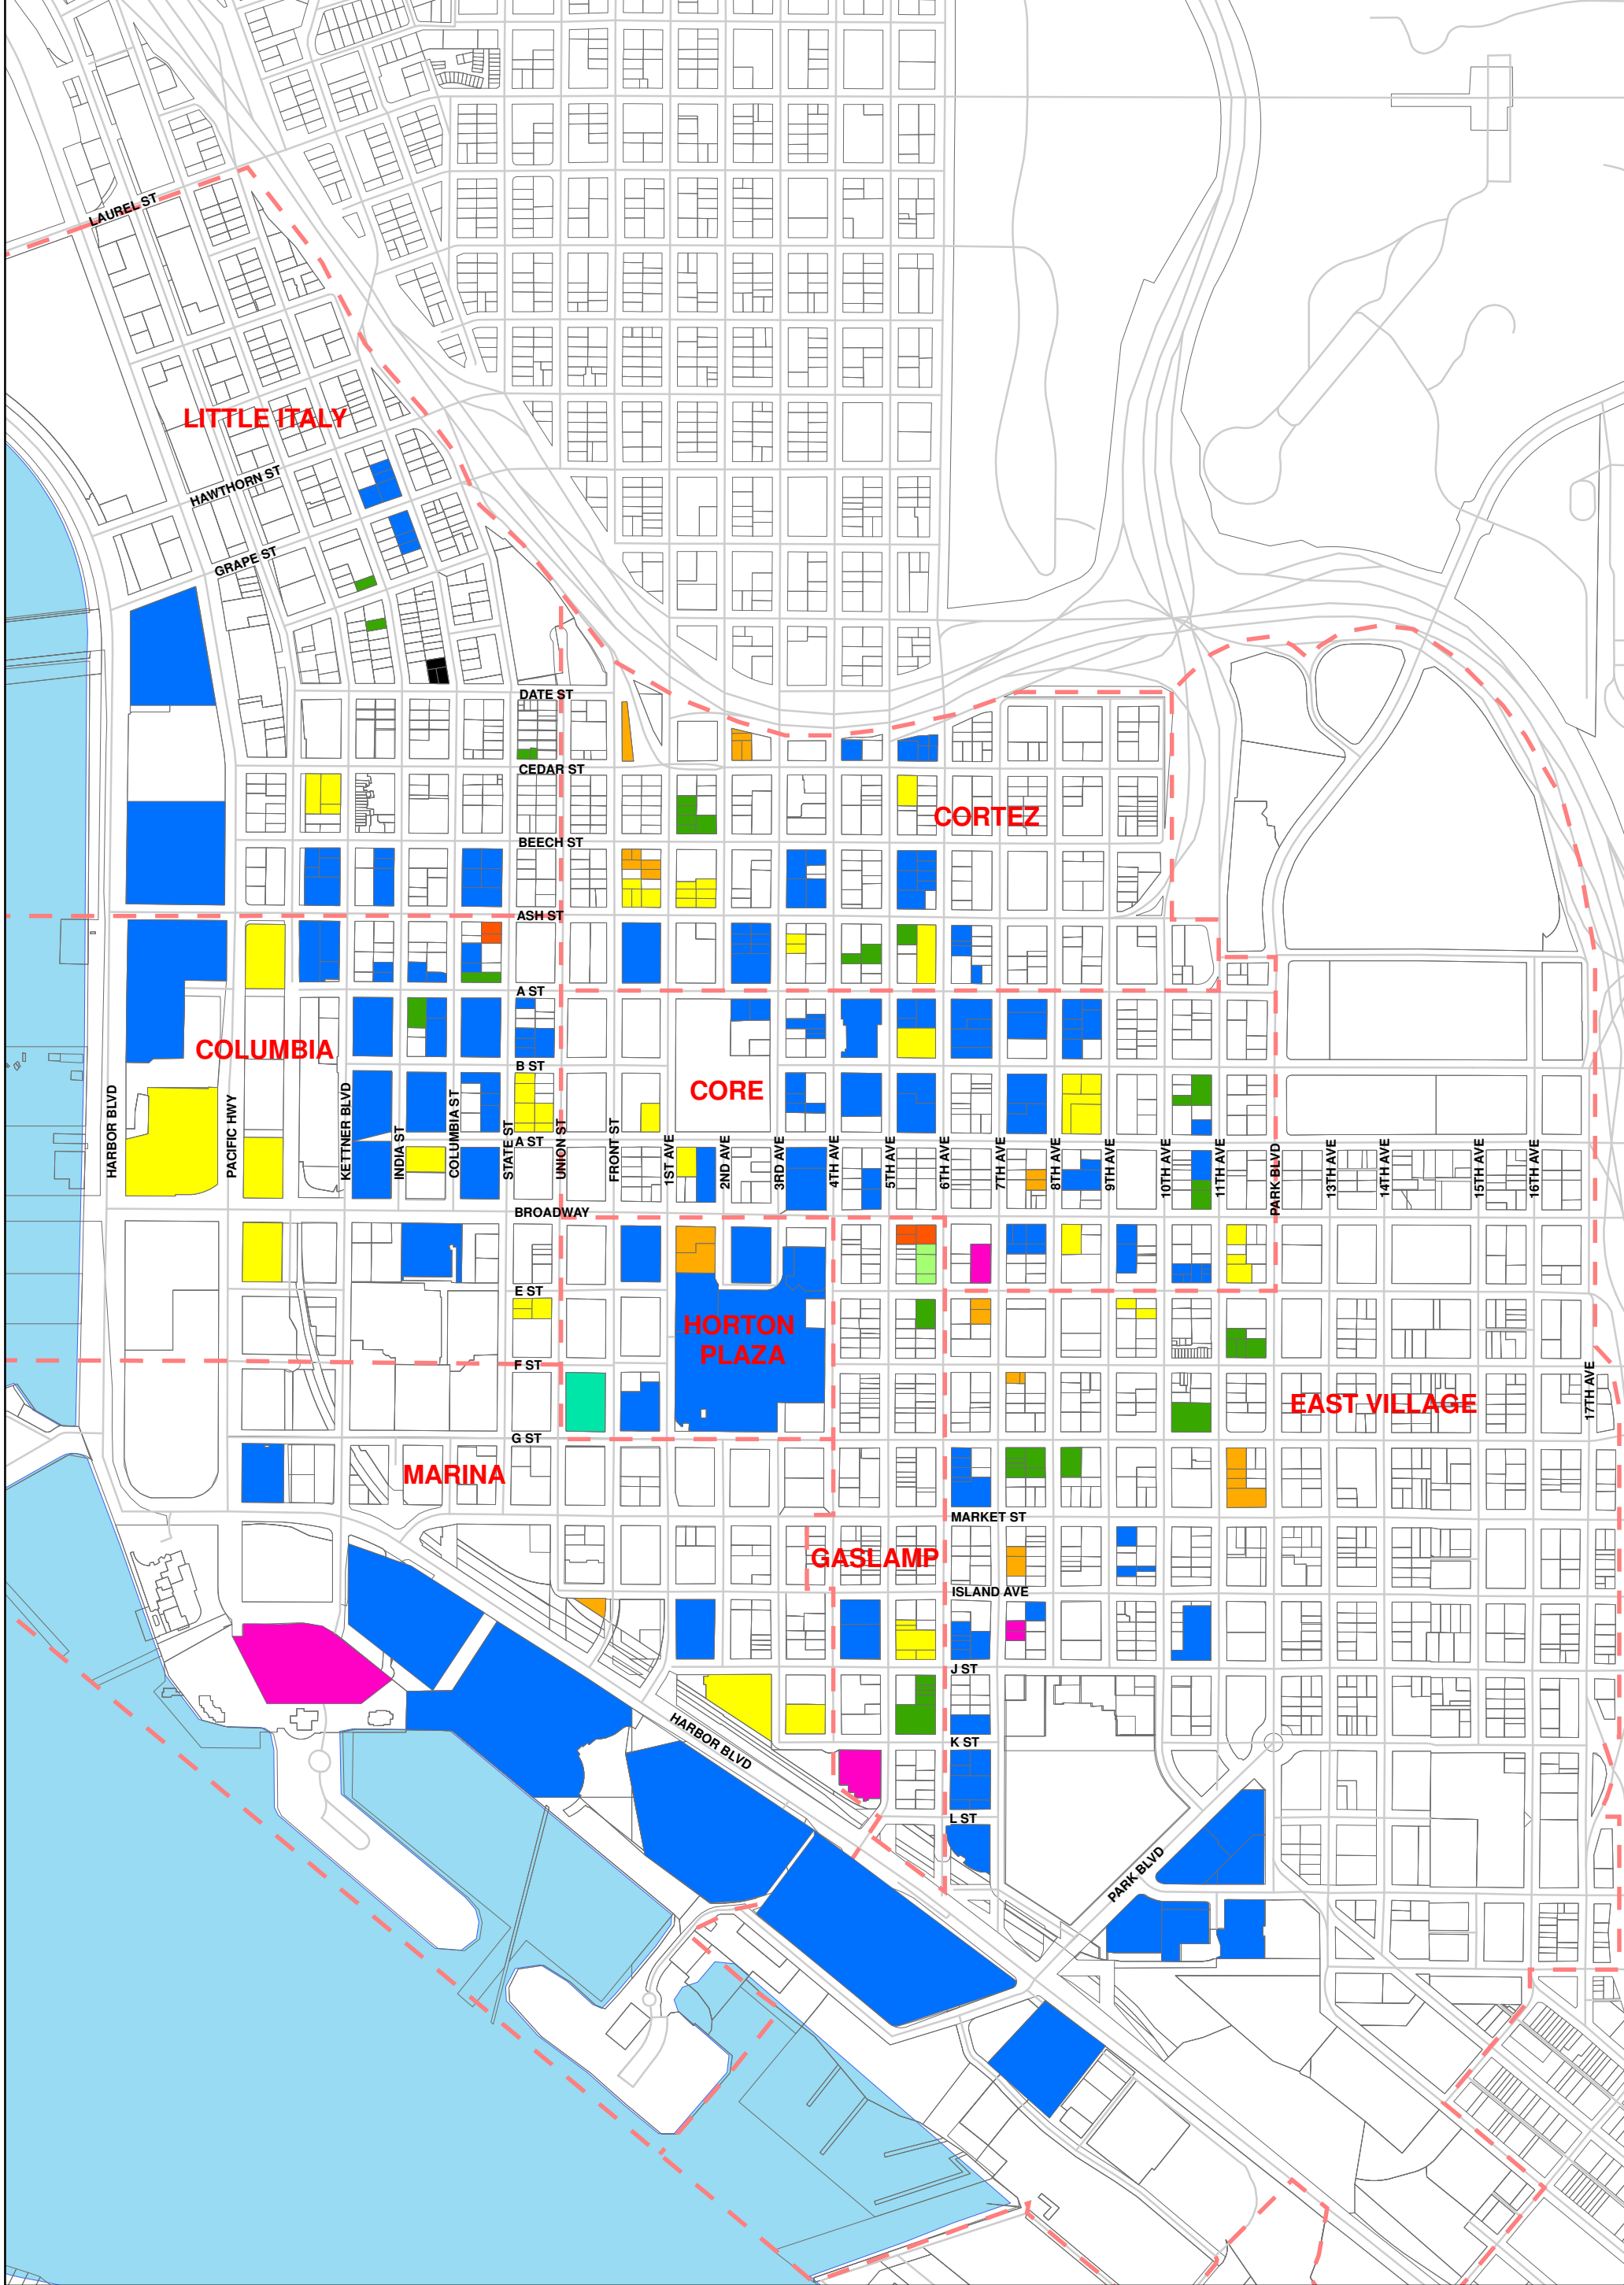 LAUREL ST
LITTLE ITALY
HAWTHORN ST
GRAPE ST
DATE ST
CEDAR ST
CORTEZ
BEECH ST
ASH ST
A ST
COLUMBIA
B ST
CORE
HARBOR BLVD
PACIFIC HWY
KETTNER BLVD
INDIA ST
COLUMBIA ST
STATE ST
A ST
UNION ST
FRONT ST
1ST AVE
2ND AVE
3RD AVE
4TH AVE
5TH AVE
6TH AVE
7TH AVE
8TH AVE
9TH AVE
10TH AVE
11TH AVE
PARK BLVD
13TH AVE
14TH AVE
15TH AVE
16TH AVE
BROADWAY
E ST
HORTON
PLAZA
F ST
EAST VILLAGE
17TH AVE
G ST
MARINA
MARKET ST
GASLAMP
ISLAND AVE
J ST
HARBOR BLVD
K ST
L ST
PARK BLVD